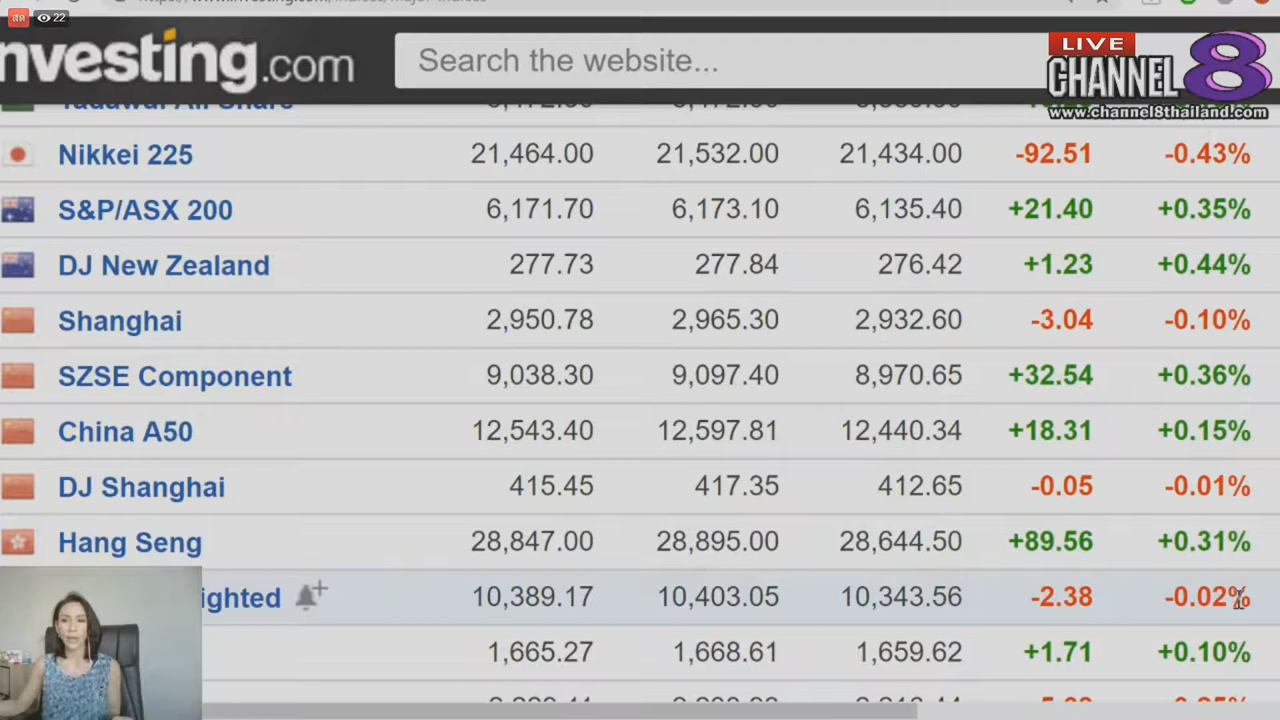 สด 22
nvesting.com
Search the website...
LIVE
CHANNEL 8
www.channel8thailand.com
Tadawul All Share
Nikkei 225 21,464.00 21,532.00 21,434.00 -92.51 -0.43%
S&P/ASX 200 6,171.70 6,173.10 6,135.40 +21.40 +0.35%
DJ New Zealand 277.73 277.84 276.42 +1.23 +0.44%
Shanghai 2,950.78 2,965.30 2,932.60 -3.04 -0.10%
SZSE Component 9,038.30 9,097.40 8,970.65 +32.54 +0.36%
China A50 12,543.40 12,597.81 12,440.34 +18.31 +0.15%
DJ Shanghai 415.45 417.35 412.65 -0.05 -0.01%
Hang Seng 28,847.00 28,895.00 28,644.50 +89.56 +0.31%
ighted 10,389.17 10,403.05 10,343.56 -2.38 -0.02%
1,665.27 1,668.61 1,659.62 +1.71 +0.10%